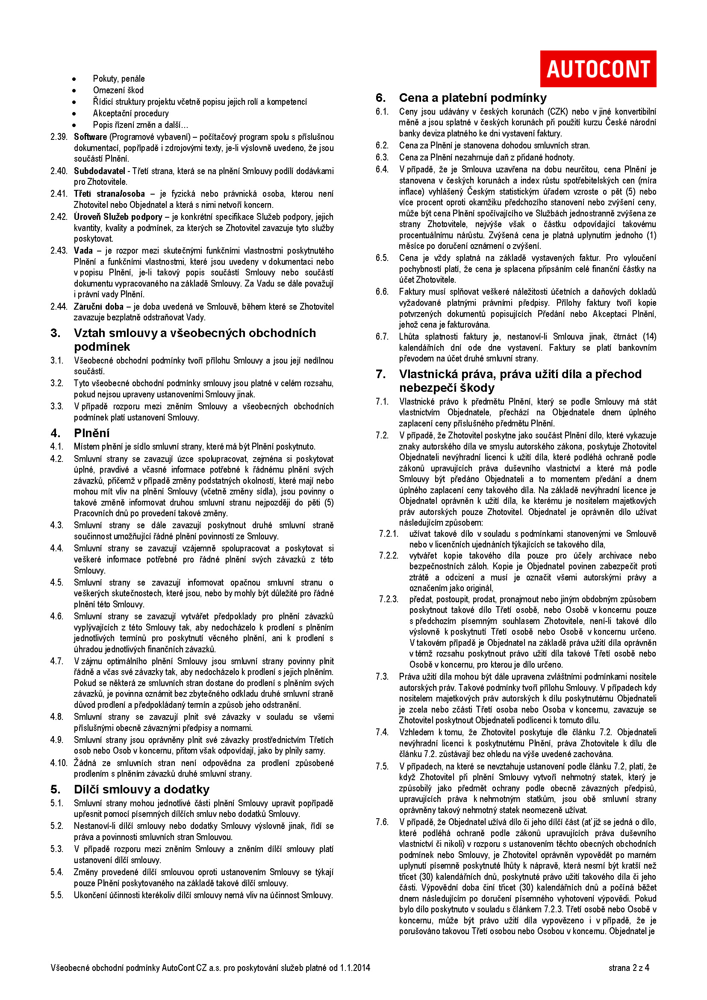 • Pokuty, penále
• Omezení škod
• Řídicí struktury projektu včetně popisu jejich rolí a kompetencí
• Akceptační procedury
• Popis řízení změn a další…
2.39. Software (Programové vybavení) – počítačový program spolu s příslušnou
dokumentací, popřípadě i zdrojovými texty, je-li výslovně uvedeno, že jsou
součástí Plnění.
2.40. Subdodavatel - Třetí strana, která se na plnění Smlouvy podílí dodávkami
pro Zhotovitele.
2.41. Třetí strana/osoba – je fyzická nebo právnická osoba, kterou není
Zhotovitel nebo Objednatel a která s nimi netvoří koncern.
2.42. Úroveň Služeb podpory – je konkrétní specifikace Služeb podpory, jejich
kvantity, kvality a podmínek, za kterých se Zhotovitel zavazuje tyto služby
poskytovat.
2.43. Vada – je rozpor mezi skutečnými funkčními vlastnostmi poskytnutého
Plnění a funkčními vlastnostmi, které jsou uvedeny v dokumentaci nebo
v popisu Plnění, je-li takový popis součástí Smlouvy nebo součástí
dokumentu vypracovaného na základě Smlouvy. Za Vadu se dále považují
i právní vady Plnění.
2.44. Záruční doba – je doba uvedená ve Smlouvě, během které se Zhotovitel
zavazuje bezplatně odstraňovat Vady.
3. Vztah smlouvy a všeobecných obchodních
podmínek
3.1. Všeobecné obchodní podmínky tvoří přílohu Smlouvy a jsou její nedílnou
součástí.
3.2. Tyto všeobecné obchodní podmínky smlouvy jsou platné v celém rozsahu,
pokud nejsou upraveny ustanoveními Smlouvy jinak.
3.3. V případě rozporu mezi zněním Smlouvy a všeobecných obchodních
podmínek platí ustanovení Smlouvy.
4. Plnění
4.1. Místem plnění je sídlo smluvní strany, které má být Plnění poskytnuto.
4.2. Smluvní strany se zavazují úzce spolupracovat, zejména si poskytovat
úplné, pravdivé a včasné informace potřebné k řádnému plnění svých
závazků, přičemž v případě změny podstatných okolností, které mají nebo
mohou mít vliv na plnění Smlouvy (včetně změny sídla), jsou povinny o
takové změně informovat druhou smluvní stranu nejpozději do pěti (5)
Pracovních dnů po provedení takové změny.
4.3. Smluvní strany se dále zavazují poskytnout druhé smluvní straně
součinnost umožňující řádné plnění povinností ze Smlouvy.
4.4. Smluvní strany se zavazují vzájemně spolupracovat a poskytovat si
veškeré informace potřebné pro řádné plnění svých závazků z této
Smlouvy.
4.5. Smluvní strany se zavazují informovat opačnou smluvní stranu o
veškerých skutečnostech, které jsou, nebo by mohly být důležité pro řádné
plnění této Smlouvy.
4.6. Smluvní strany se zavazují vytvářet předpoklady pro plnění závazků
vyplývajících z této Smlouvy tak, aby nedocházelo k prodlení s plněním
jednotlivých termínů pro poskytnutí věcného plnění, ani k prodlení s
úhradou jednotlivých finančních závazků.
4.7. V zájmu optimálního plnění Smlouvy jsou smluvní strany povinny plnit
řádně a včas své závazky tak, aby nedocházelo k prodlení s jejich plněním.
Pokud se některá ze smluvních stran dostane do prodlení s plněním svých
závazků, je povinna oznámit bez zbytečného odkladu druhé smluvní straně
důvod prodlení a předpokládaný termín a způsob jeho odstranění.
4.8. Smluvní strany se zavazují plnit své závazky v souladu se všemi
příslušnými obecně závaznými předpisy a normami.
4.9. Smluvní strany jsou oprávněny plnit své závazky prostřednictvím Třetích
osob nebo Osob v koncernu, přitom však odpovídají, jako by plnily samy.
4.10. Žádná ze smluvních stran není odpovědna za prodlení způsobené
prodlením s plněním závazků druhé smluvní strany.
5. Dílčí smlouvy a dodatky
5.1. Smluvní strany mohou jednotlivé části plnění Smlouvy upravit popřípadě
upřesnit pomocí písemných dílčích smluv nebo dodatků Smlouvy.
5.2. Nestanoví-li dílčí smlouvy nebo dodatky Smlouvy výslovně jinak, řídí se
práva a povinnosti smluvních stran Smlouvou.
5.3. V případě rozporu mezi zněním Smlouvy a zněním dílčí smlouvy platí
ustanovení dílčí smlouvy.
5.4. Změny provedené dílčí smlouvou oproti ustanovením Smlouvy se týkají
pouze Plnění poskytovaného na základě takové dílčí smlouvy.
5.5. Ukončení účinnosti kterékoliv dílčí smlouvy nemá vliv na účinnost Smlouvy.
AUTOCONT
6. Cena a platební podmínky
6.1. Ceny jsou udávány v českých korunách (CZK) nebo v jiné konvertibilní
měně a jsou splatné v českých korunách při použití kurzu České národní
banky deviza platného ke dni vystavení faktury.
6.2. Cena za Plnění je stanovena dohodou smluvních stran.
6.3. Cena za Plnění nezahrnuje daň z přidané hodnoty.
6.4. V případě, že je Smlouva uzavřena na dobu neurčitou, cena Plnění je
stanovena v českých korunách a index růstu spotřebitelských cen (míra
inflace) vyhlášený Českým statistickým úřadem vzroste o pět (5) nebo
více procent oproti okamžiku předchozího stanovení nebo zvýšení ceny,
může být cena Plnění spočívajícího ve Službách jednostranně zvýšena ze
strany Zhotovitele, nejvýše však o částku odpovídající takovému
procentuálnímu nárůstu. Zvýšená cena je platná uplynutím jednoho (1)
měsíce po doručení oznámení o zvýšení.
6.5. Cena je vždy splatná na základě vystavených faktur. Pro vyloučení
pochybností platí, že cena je splacena připsáním celé finanční částky na
účet Zhotovitele.
6.6. Faktury musí splňovat veškeré náležitosti účetních a daňových dokladů
vyžadované platnými právními předpisy. Přílohy faktury tvoří kopie
potvrzených dokumentů popisujících Předání nebo Akceptaci Plnění,
jehož cena je fakturována.
6.7. Lhůta splatnosti faktury je, nestanoví-li Smlouva jinak, čtrnáct (14)
kalendářních dní ode dne vystavení. Faktury se platí bankovním
převodem na účet druhé smluvní strany.
7. Vlastnická práva, práva užití díla a přechod
nebezpečí škody
7.1. Vlastnické právo k předmětu Plnění, který se podle Smlouvy má stát
vlastnictvím Objednatele, přechází na Objednatele dnem úplného
zaplacení ceny příslušného předmětu Plnění.
7.2. V případě, že Zhotovitel poskytne jako součást Plnění dílo, které vykazuje
znaky autorského díla ve smyslu autorského zákona, poskytuje Zhotovitel
Objednateli nevýhradní licenci k užití díla, které podléhá ochraně podle
zákonů upravujících práva duševního vlastnictví a které má podle
Smlouvy být předáno Objednateli a to momentem předání a dnem
úplného zaplacení ceny takového díla. Na základě nevýhradní licence je
Objednatel oprávněn k užití díla, ke kterému je nositelem majetkových
práv autorských pouze Zhotovitel. Objednatel je oprávněn dílo užívat
následujícím způsobem:
7.2.1. užívat takové dílo v souladu s podmínkami stanovenými ve Smlouvě
nebo v licenčních ujednáních týkajících se takového díla,
7.2.2. vytvářet kopie takového díla pouze pro účely archivace nebo
bezpečnostních záloh. Kopie je Objednatel povinen zabezpečit proti
ztrátě a odcizení a musí je označit všemi autorskými právy a
označením jako originál,
7.2.3. předat, postoupit, prodat, pronajmout nebo jiným obdobným způsobem
poskytnout takové dílo Třetí osobě, nebo Osobě v koncernu pouze
s předchozím písemným souhlasem Zhotovitele, není-li takové dílo
výslovně k poskytnutí Třetí osobě nebo Osobě v koncernu určeno.
V takovém případě je Objednatel na základě práva užití díla oprávněn
v témž rozsahu poskytnout právo užití díla takové Třetí osobě nebo
Osobě v koncernu, pro kterou je dílo určeno.
7.3. Práva užití díla mohou být dále upravena zvláštními podmínkami nositele
autorských práv. Takové podmínky tvoří přílohu Smlouvy. V případech kdy
nositelem majetkových práv autorských k dílu poskytnutému Objednateli
je zcela nebo zčásti Třetí osoba nebo Osoba v koncernu, zavazuje se
Zhotovitel poskytnout Objednateli podlicenci k tomuto dílu.
7.4. Vzhledem k tomu, že Zhotovitel poskytuje dle článku 7.2. Objednateli
nevýhradní licenci k poskytnutému Plnění, práva Zhotovitele k dílu dle
článku 7.2. zůstávají bez ohledu na výše uvedené zachována.
7.5. V případech, na které se nevztahuje ustanovení podle článku 7.2, platí, že
když Zhotovitel při plnění Smlouvy vytvoří nehmotný statek, který je
způsobilý jako předmět ochrany podle obecně závazných předpisů,
upravujících práva k nehmotným statkům, jsou obě smluvní strany
oprávněny takový nehmotný statek neomezeně užívat.
7.6. V případě, že Objednatel užívá dílo či jeho dílčí část (ať již se jedná o dílo,
které podléhá ochraně podle zákonů upravujících práva duševního
vlastnictví či nikoli) v rozporu s ustanovením těchto obecných obchodních
podmínek nebo Smlouvy, je Zhotovitel oprávněn vypovědět po marném
uplynutí písemně poskytnuté lhůty k nápravě, která nesmí být kratší než
třicet (30) kalendářních dnů, poskytnuté právo užití takového díla či jeho
části. Výpovědní doba činí třicet (30) kalendářních dnů a počíná běžet
dnem následujícím po doručení písemného vyhotovení výpovědi. Pokud
bylo dílo poskytnuto v souladu s článkem 7.2.3. Třetí osobě nebo Osobě v
koncernu, může být právo užití díla vypovězeno i v případě, že je
porušováno takovou Třetí osobou nebo Osobou v koncernu. Objednatel je
Všeobecné obchodní podmínky AutoCont CZ a.s. pro poskytování služeb platné od 1.1.2014
strana 2 z 4